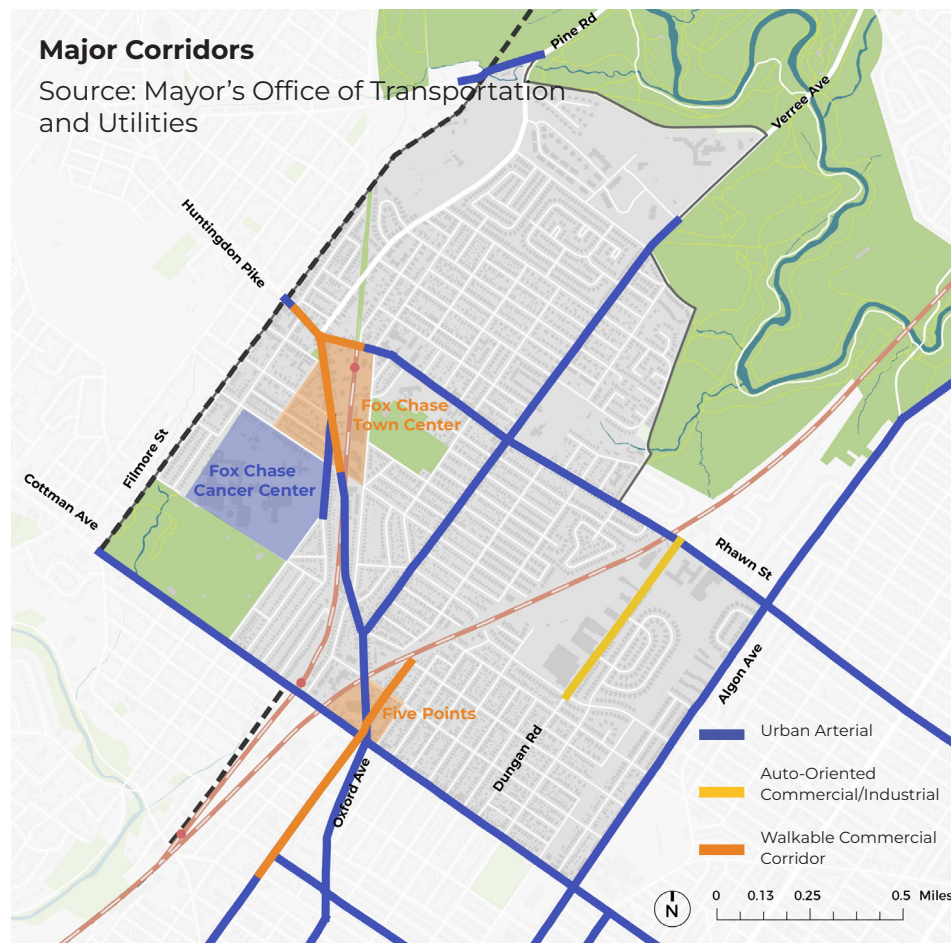 Major Corridors
Source: Mayor’s Office of Transportation
and Utilities
Pine Rd
Verree Ave
Huntingdon Pike
Fox Chase
Town Center
Filmore St
Fox Chase
Cancer Center
Cottman Ave
Rhawn St
Algon Ave
Five Points
Dungan Rd
Oxford Ave
Urban Arterial
Auto-Oriented
Commercial/Industrial
Walkable Commercial
Corridor
N
0 0.13 0.25 0.5 Miles